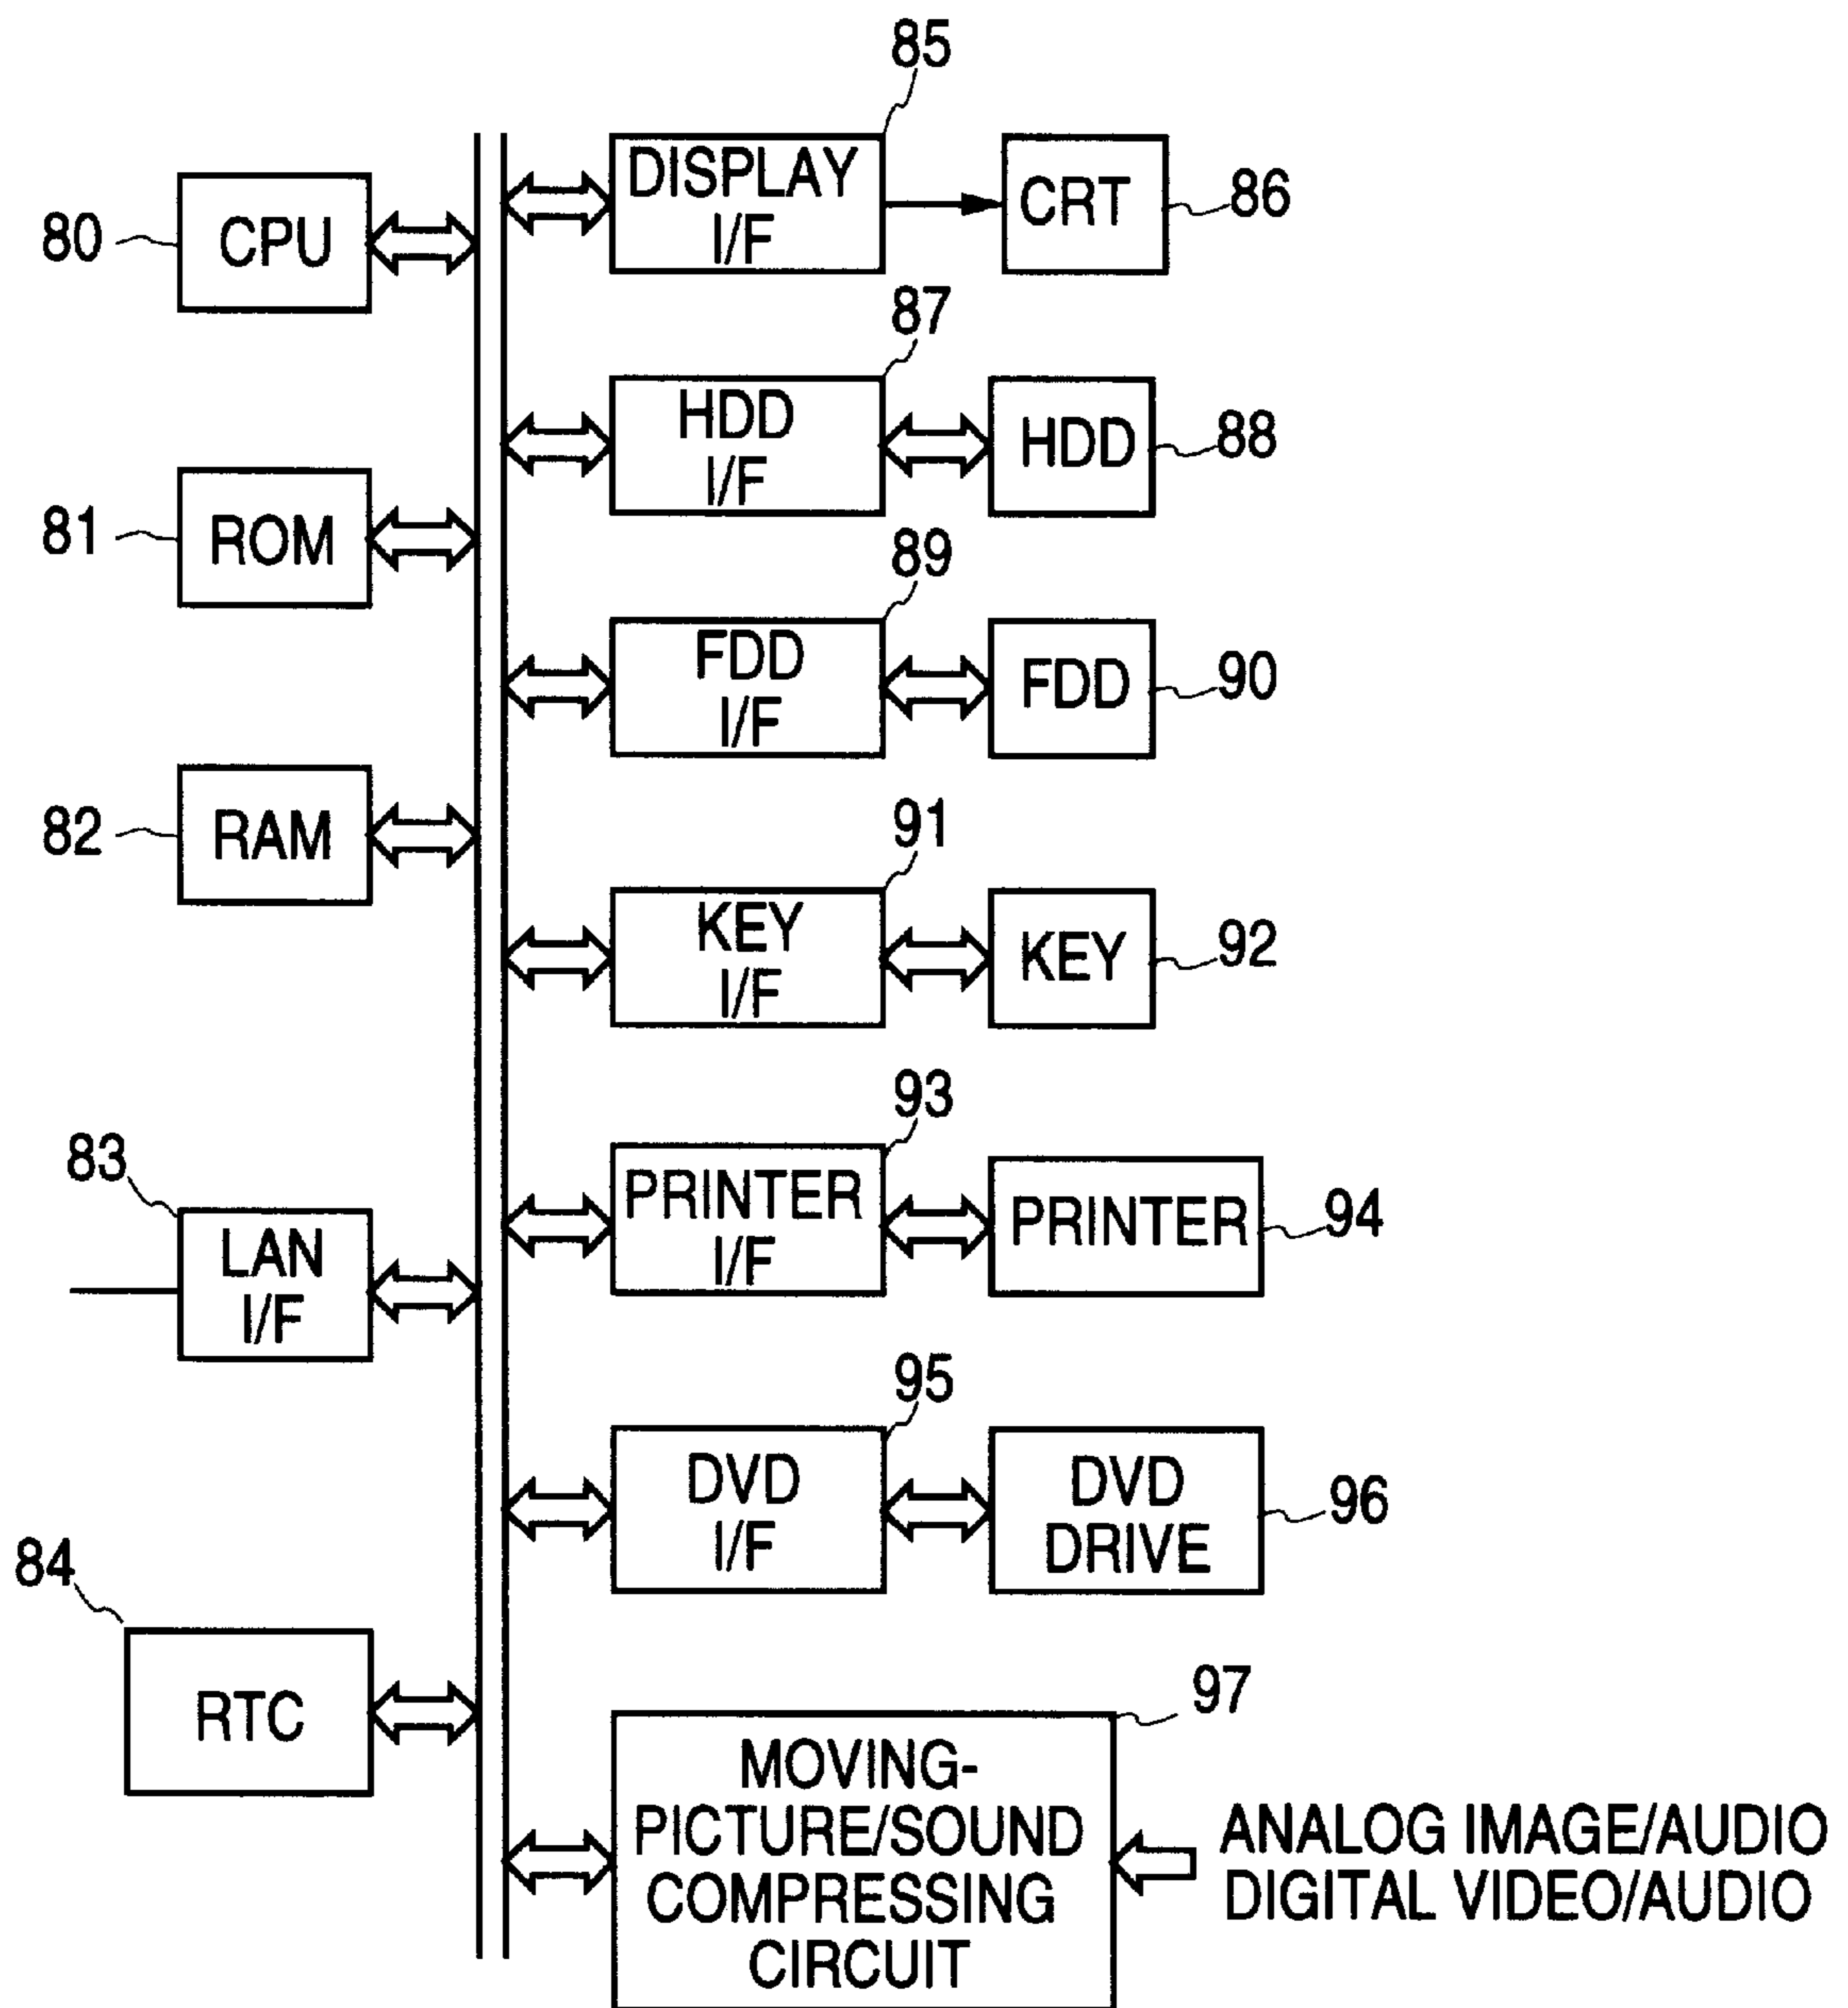 85
DISPLAY
I/F
CRT
86
80
CPU
87
HDD
I/F
HDD
88
81
ROM
89
FDD
I/F
FDD
90
82
RAM
91
KEY
I/F
KEY
92
93
PRINTER
I/F
PRINTER
94
83
LAN
I/F
95
DVD
I/F
DVD
DRIVE
96
84
RTC
97
MOVING-
PICTURE/SOUND
COMPRESSING
CIRCUIT
ANALOG IMAGE/AUDIO
DIGITAL VIDEO/AUDIO